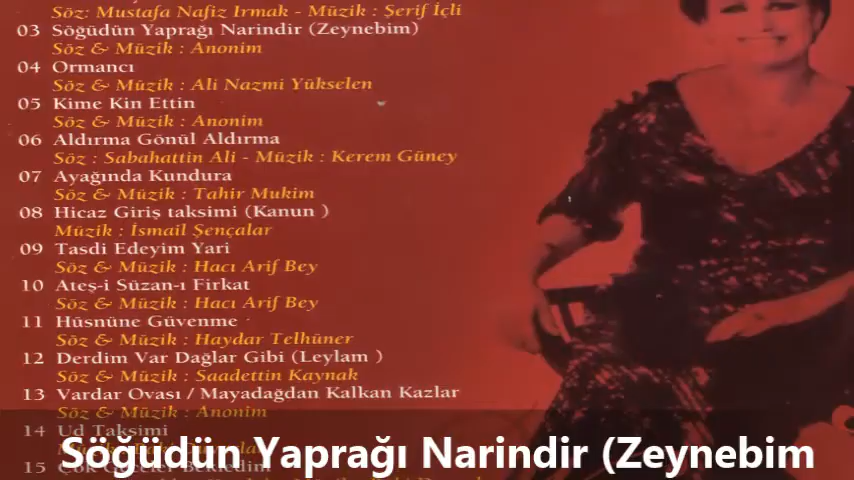 Söz: Mustafa Nafiz Irmak - Müzik : Şerif İçli
03 Söğüdün Yaprağı Narindir (Zeynebim)
Söz & Müzik : Anonim
04 Ormancı
Söz & Müzik : Ali Nazmi Yükselen
05 Kime Kin Ettin
Söz & Müzik : Anonim
06 Aldırma Gönül Aldırma
Söz : Sabahattin Ali - Müzik : Kerem Güney
07 Ayağında Kundura
Söz & Müzik : Tahir Mukim
08 Hicaz Giriş taksimi (Kanun )
Müzik : İsmail Şençalar
09 Tasdi Edeyim Yari
Söz & Müzik : Hacı Arif Bey
10 Ateş-i Süzan-ı Firkat
Söz & Müzik : Hacı Arif Bey
11 Hüsnüne Güvenme
Söz & Müzik : Haydar Telhüner
12 Derdim Var Dağlar Gibi (Leylam )
Söz & Müzik : Saadettin Kaynak
13 Vardar Ovası / Mayadağdan Kalkan Kazlar
Söz & Müzik : Anonim
14 Ud Taksimi
15
Söğüdün Yaprağı Narindir (Zeynebim